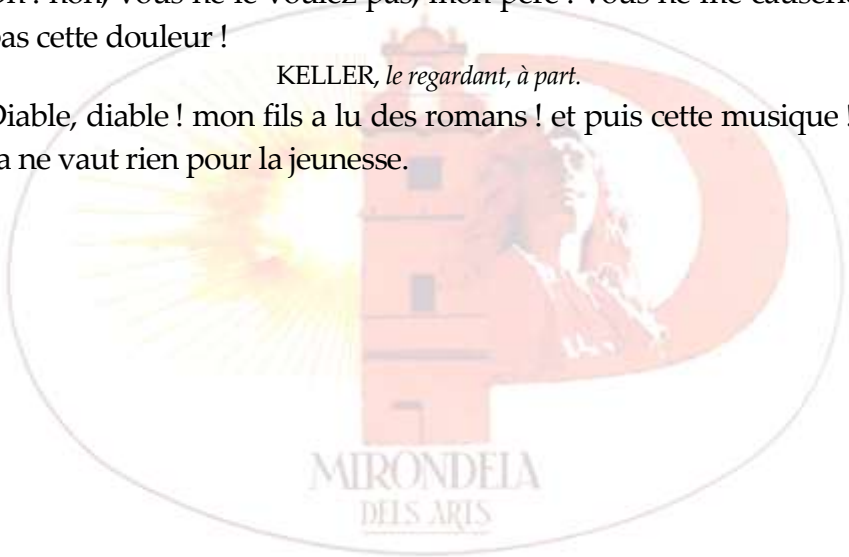 ! non, vous ne le voulez pas, mon père ! vous ne me
pas cette douleur !
KELLER, le regardant, à part.
Diable, diable ! mon fils a lu des romans ! et puis cette musique !
ne vaut rien pour la jeunesse.
MIRONDELA
DELS ARTS